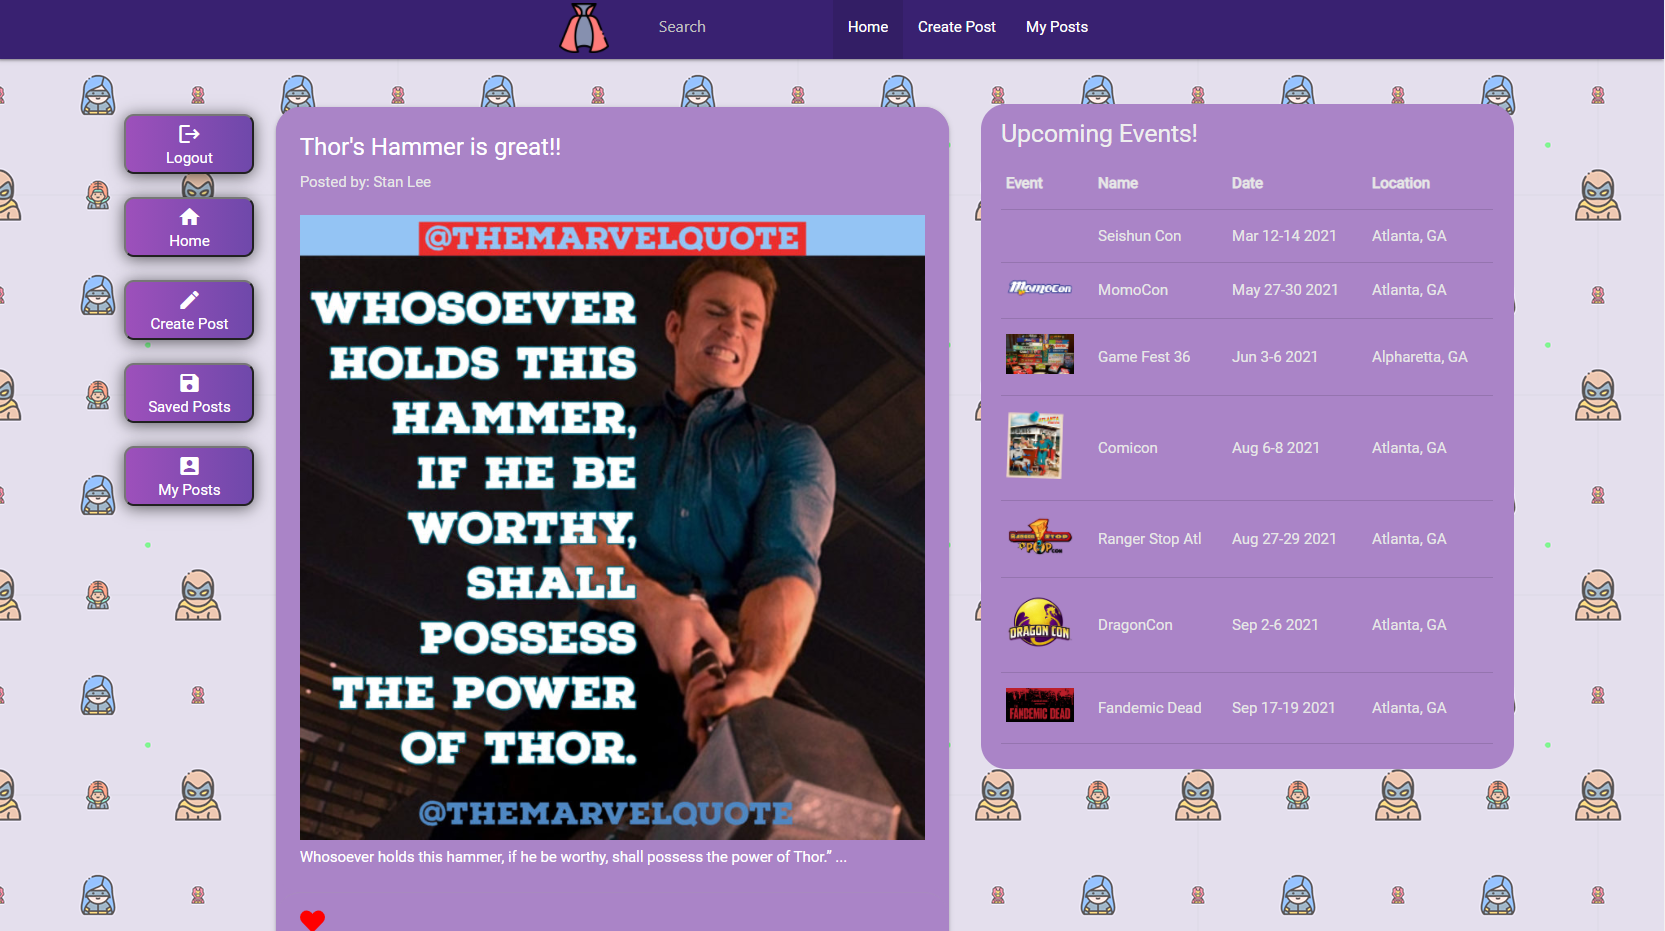 Search
Home
Create Post
My Posts
Logout
Home
Create Post
Saved Posts
My Posts
Thor's Hammer is great!!
Posted by: Stan Lee
@THEMARVELQUOTE
WHOSOEVER
HOLDS THIS
HAMMER,
IF HE BE
WORTHY,
SHALL
POSSESS
THE POWER
OF THOR.
@THEMARVELQUOTE
Whosoever holds this hammer, if he be worthy, shall possess the power of Thor.” ...
Upcoming Events!
Event Name Date Location
Seishun Con Mar 12-14 2021 Atlanta, GA
MomoCon MomoCon May 27-30 2021 Atlanta, GA
Game Fest 36 Jun 3-6 2021 Alpharetta, GA
Comicon Aug 6-8 2021 Atlanta, GA
Ranger Stop Atl Aug 27-29 2021 Atlanta, GA
DRAGON CON DragonCon Sep 2-6 2021 Atlanta, GA
FANDEMIC DEAD Fandemic Dead Sep 17-19 2021 Atlanta, GA